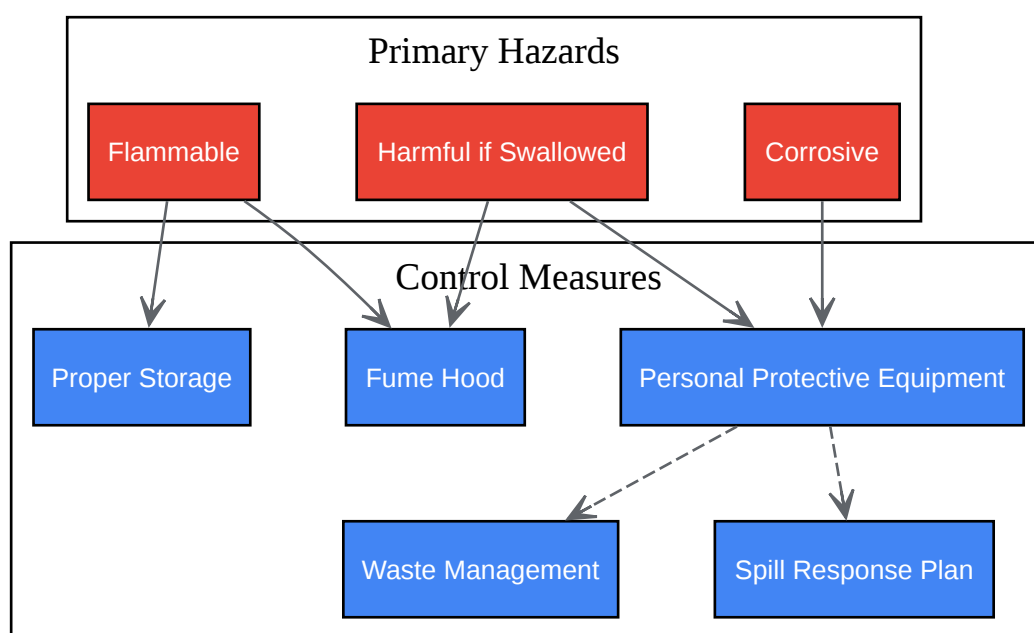 Primary Hazards
Flammable
Harmful if Swallowed
Corrosive
Control Measures
Proper Storage
Fume Hood
Personal Protective Equipment
Waste Management
Spill Response Plan